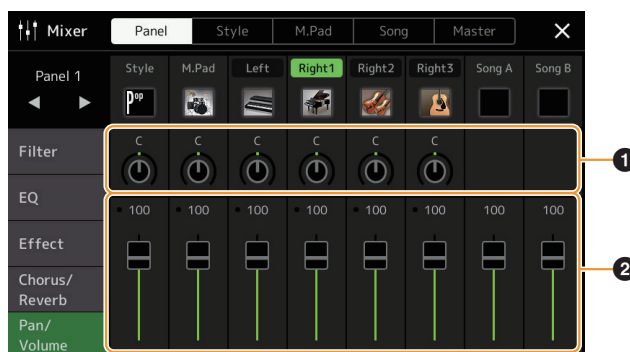 Mixer Panel Style M.Pad Song Master
Panel 1 Style M.Pad Left Right1 Right2 Right3 Song A Song B
Pop
Filter C C C C C C
1
EQ
100 100 100 100 100 100 100 100
Effect
2
Chorus/
Reverb
Pan/
Volume